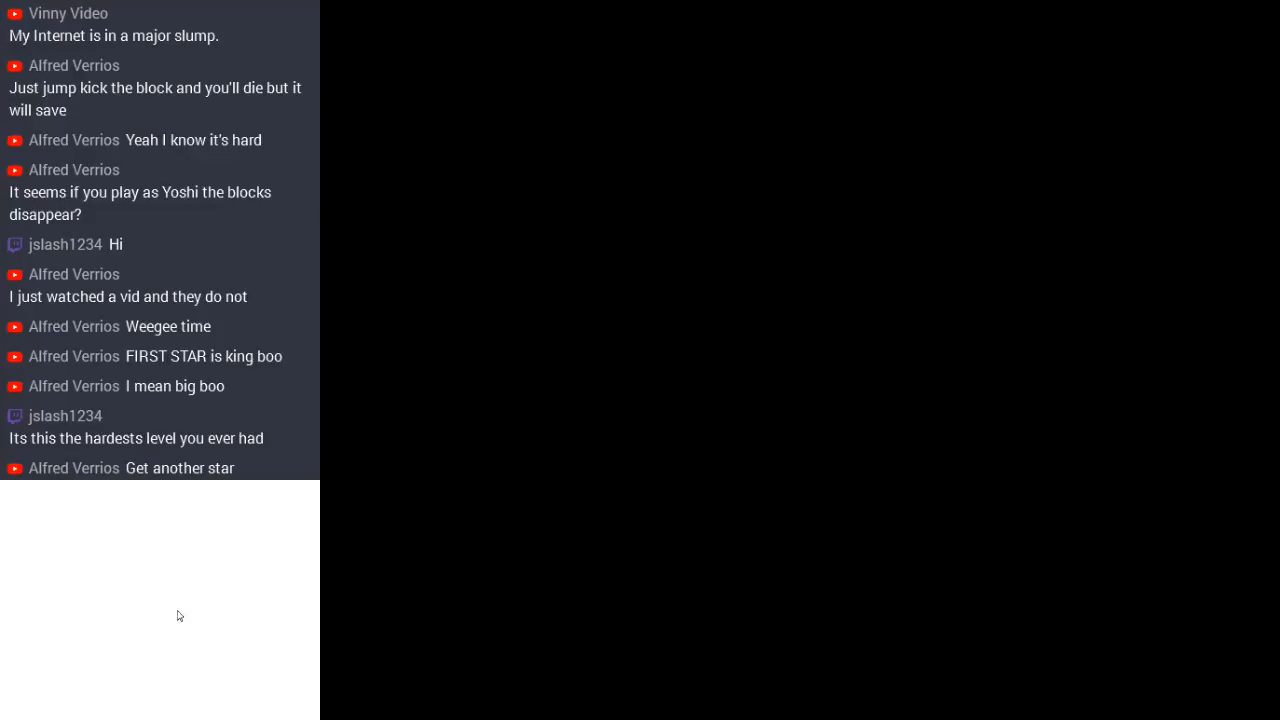 Vinny Video
My Internet is in a major slump.
Alfred Verrios
Just jump kick the block and you'll die but it
will save
Alfred Verrios Yeah I know it's hard
Alfred Verrios
It seems if you play as Yoshi the blocks
disappear?
jslash1234 Hi
Alfred Verrios
I just watched a vid and they do not
Alfred Verrios Weegee time
Alfred Verrios FIRST STAR is king boo
Alfred Verrios I mean big boo
jslash1234
Its this the hardests level you ever had
Alfred Verrios Get another star